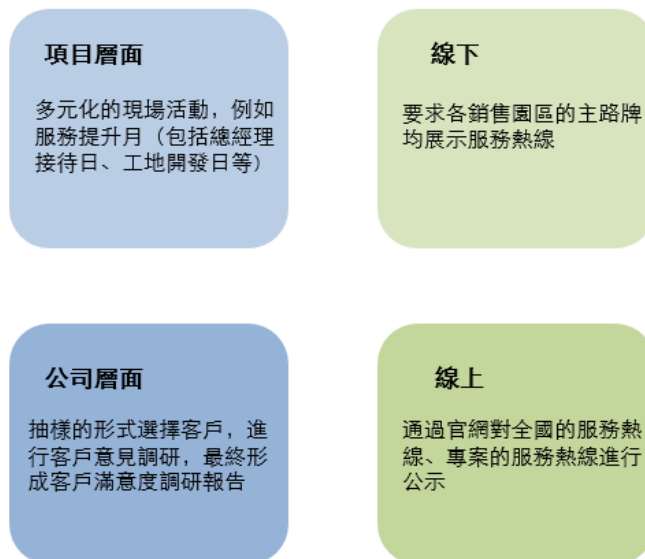 項目層面
多元化的現場活動，例如
服務提升月（包括總經理
接待日、工地開發日等）
線下
要求各銷售園區的主路牌
均展示服務熱線
公司層面
抽樣的形式選擇客戶，進
行客戶意見調研，最終形
成客戶滿意度調研報告
線上
通過官網對全國的服務熱
線、專案的服務熱線進行
公示